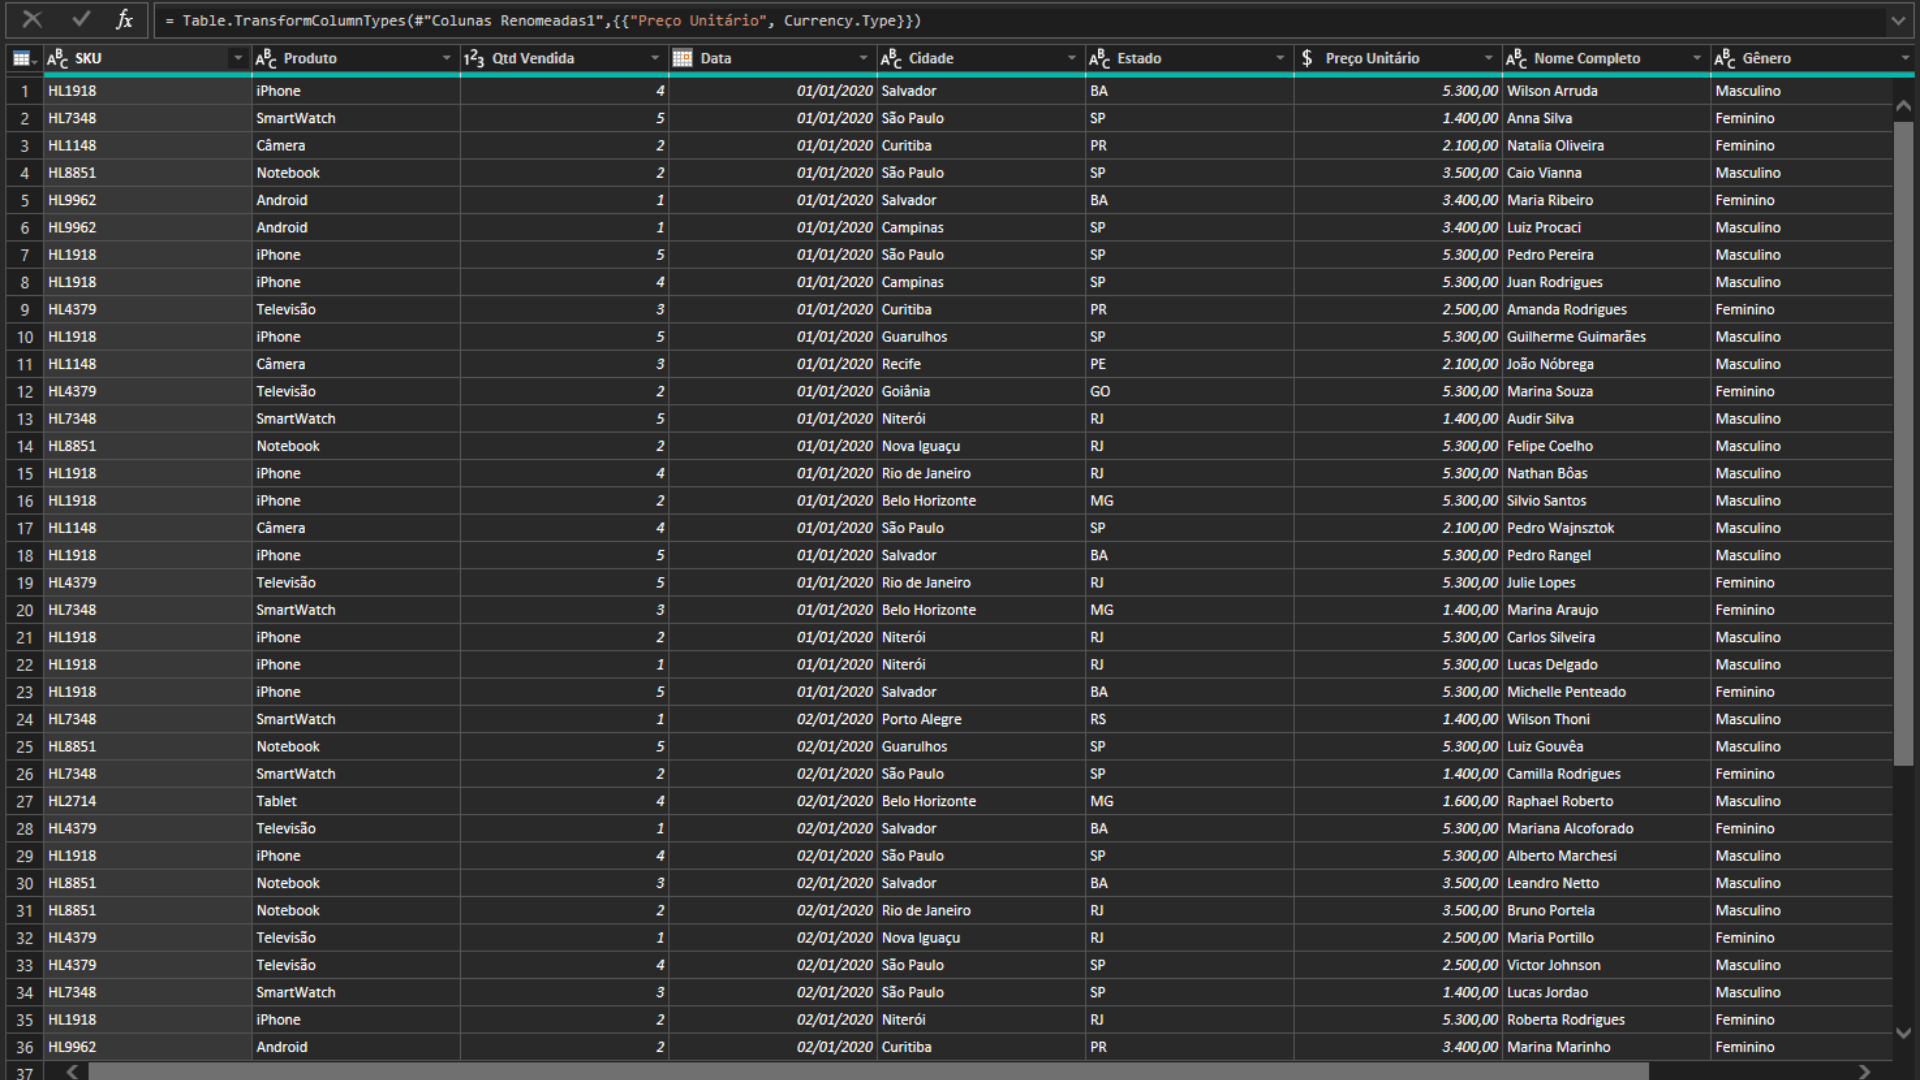 fx = Table.TransformColumnTypes(#"Colunas Renomeadas1",{{"Preço Unitário", Currency.Type}})
ABC SKU ABC Produto 123 Qtd Vendida Data ABC Cidade ABC Estado $ Preço Unitário ABC Nome Completo ABC Gênero
1 HL1918 iPhone 4 01/01/2020 Salvador BA 5.300,00 Wilson Arruda Masculino
2 HL7348 SmartWatch 5 01/01/2020 São Paulo SP 1.400,00 Anna Silva Feminino
3 HL1148 Câmera 2 01/01/2020 Curitiba PR 2.100,00 Natalia Oliveira Feminino
4 HL8851 Notebook 2 01/01/2020 São Paulo SP 3.500,00 Caio Vianna Masculino
5 HL9962 Android 1 01/01/2020 Salvador BA 3.400,00 Maria Ribeiro Feminino
6 HL9962 Android 1 01/01/2020 Campinas SP 3.400,00 Luiz Procaci Masculino
7 HL1918 iPhone 5 01/01/2020 São Paulo SP 5.300,00 Pedro Pereira Masculino
8 HL1918 iPhone 4 01/01/2020 Campinas SP 5.300,00 Juan Rodrigues Masculino
9 HL4379 Televisão 3 01/01/2020 Curitiba PR 2.500,00 Amanda Rodrigues Feminino
10 HL1918 iPhone 5 01/01/2020 Guarulhos SP 5.300,00 Guilherme Guimarães Masculino
11 HL1148 Câmera 3 01/01/2020 Recife PE 2.100,00 João Nóbrega Masculino
12 HL4379 Televisão 2 01/01/2020 Goiânia GO 5.300,00 Marina Souza Feminino
13 HL7348 SmartWatch 5 01/01/2020 Niterói RJ 1.400,00 Audir Silva Masculino
14 HL8851 Notebook 2 01/01/2020 Nova Iguaçu RJ 5.300,00 Felipe Coelho Masculino
15 HL1918 iPhone 4 01/01/2020 Rio de Janeiro RJ 5.300,00 Nathan Bôas Masculino
16 HL1918 iPhone 2 01/01/2020 Belo Horizonte MG 5.300,00 Silvio Santos Masculino
17 HL1148 Câmera 4 01/01/2020 São Paulo SP 2.100,00 Pedro Wajnsztok Masculino
18 HL1918 iPhone 5 01/01/2020 Salvador BA 5.300,00 Pedro Rangel Masculino
19 HL4379 Televisão 5 01/01/2020 Rio de Janeiro RJ 5.300,00 Julie Lopes Feminino
20 HL7348 SmartWatch 3 01/01/2020 Belo Horizonte MG 1.400,00 Marina Araujo Feminino
21 HL1918 iPhone 2 01/01/2020 Niterói RJ 5.300,00 Carlos Silveira Masculino
22 HL1918 iPhone 1 01/01/2020 Niterói RJ 5.300,00 Lucas Delgado Masculino
23 HL1918 iPhone 5 01/01/2020 Salvador BA 5.300,00 Michelle Penteado Feminino
24 HL7348 SmartWatch 1 02/01/2020 Porto Alegre RS 1.400,00 Wilson Thoni Masculino
25 HL8851 Notebook 5 02/01/2020 Guarulhos SP 5.300,00 Luiz Gouvêa Masculino
26 HL7348 SmartWatch 2 02/01/2020 São Paulo SP 1.400,00 Camilla Rodrigues Feminino
27 HL2714 Tablet 4 02/01/2020 Belo Horizonte MG 1.600,00 Raphael Roberto Masculino
28 HL4379 Televisão 1 02/01/2020 Salvador BA 5.300,00 Mariana Alcoforado Feminino
29 HL1918 iPhone 4 02/01/2020 São Paulo SP 5.300,00 Alberto Marchesi Masculino
30 HL8851 Notebook 3 02/01/2020 Salvador BA 3.500,00 Leandro Netto Masculino
31 HL8851 Notebook 2 02/01/2020 Rio de Janeiro RJ 3.500,00 Bruno Portela Masculino
32 HL4379 Televisão 1 02/01/2020 Nova Iguaçu RJ 2.500,00 Maria Portillo Feminino
33 HL4379 Televisão 4 02/01/2020 São Paulo SP 2.500,00 Victor Johnson Masculino
34 HL7348 SmartWatch 3 02/01/2020 São Paulo SP 1.400,00 Lucas Jordao Masculino
35 HL1918 iPhone 2 02/01/2020 Niterói RJ 5.300,00 Roberta Rodrigues Feminino
36 HL9962 Android 2 02/01/2020 Curitiba PR 3.400,00 Marina Marinho Feminino
37